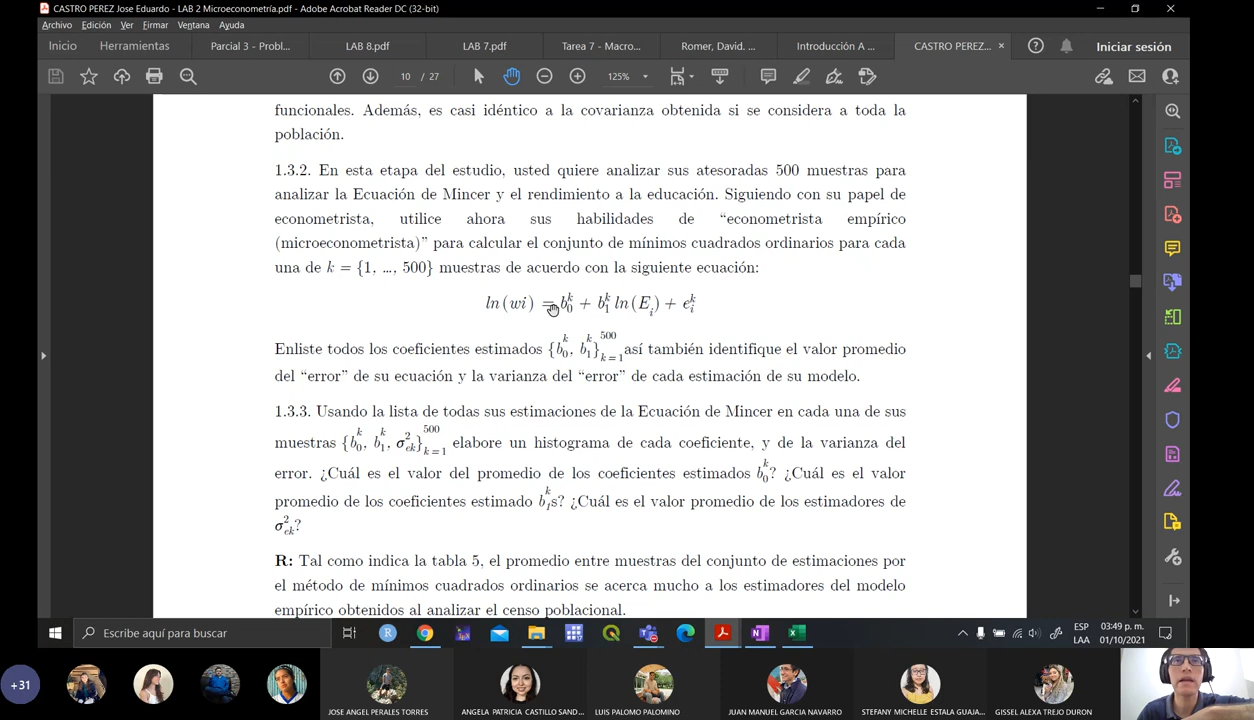 CASTRO PEREZ Jose Eduardo - LAB 2 Microeconometría.pdf - Adobe Acrobat Reader DC (32-bit)
Archivo Edición Ver Firmar Ventana Ayuda
Inicio Herramientas Parcial 3 - Probl... LAB 8.pdf LAB 7.pdf Tarea 7 - Macro... Romer, David. ... Introducción A ... CASTRO PEREZ... × Iniciar sesión
10 / 27 125%
funcionales. Además, es casi idéntico a la covarianza obtenida si se considera a toda la
población.
1.3.2. En esta etapa del estudio, usted quiere analizar sus atesoradas 500 muestras para
analizar la Ecuación de Mincer y el rendimiento a la educación. Siguiendo con su papel de
econometrista, utilice ahora sus habilidades de “econometrista empírico
(microeconometrista)” para calcular el conjunto de mínimos cuadrados ordinarios para cada
una de k = {1, …, 500} muestras de acuerdo con la siguiente ecuación:
ln(wi) = b₀ᵏ + b₁ᵏ ln(Eᵢ) + eᵢᵏ
Enliste todos los coeficientes estimados {b₀ᵏ, b₁ᵏ}ₖ₌₁⁵⁰⁰ así también identifique el valor promedio
del “error” de su ecuación y la varianza del “error” de cada estimación de su modelo.
1.3.3. Usando la lista de todas sus estimaciones de la Ecuación de Mincer en cada una de sus
muestras {b₀ᵏ, b₁ᵏ, σ²ₑₖ}ₖ₌₁⁵⁰⁰ elabore un histograma de cada coeficiente, y de la varianza del
error. ¿Cuál es el valor del promedio de los coeficientes estimados b₀ᵏ? ¿Cuál es el valor
promedio de los coeficientes estimado b₁ᵏs? ¿Cuál es el valor promedio de los estimadores de
σ²ₑₖ?
R: Tal como indica la tabla 5, el promedio entre muestras del conjunto de estimaciones por
el método de mínimos cuadrados ordinarios se acerca mucho a los estimadores del modelo
empírico obtenidos al analizar el censo poblacional.
Escribe aquí para buscar
ESP 03:49 p. m.
LAA 01/10/2021
+31
JOSE ANGEL PERALES TORRES ANGELA PATRICIA CASTILLO SAND... LUIS PALOMO PALOMINO JUAN MANUEL GARCIA NAVARRO STEFANY MICHELLE ESTALA GUAJA... GISSEL ALEXA TREJO DURON